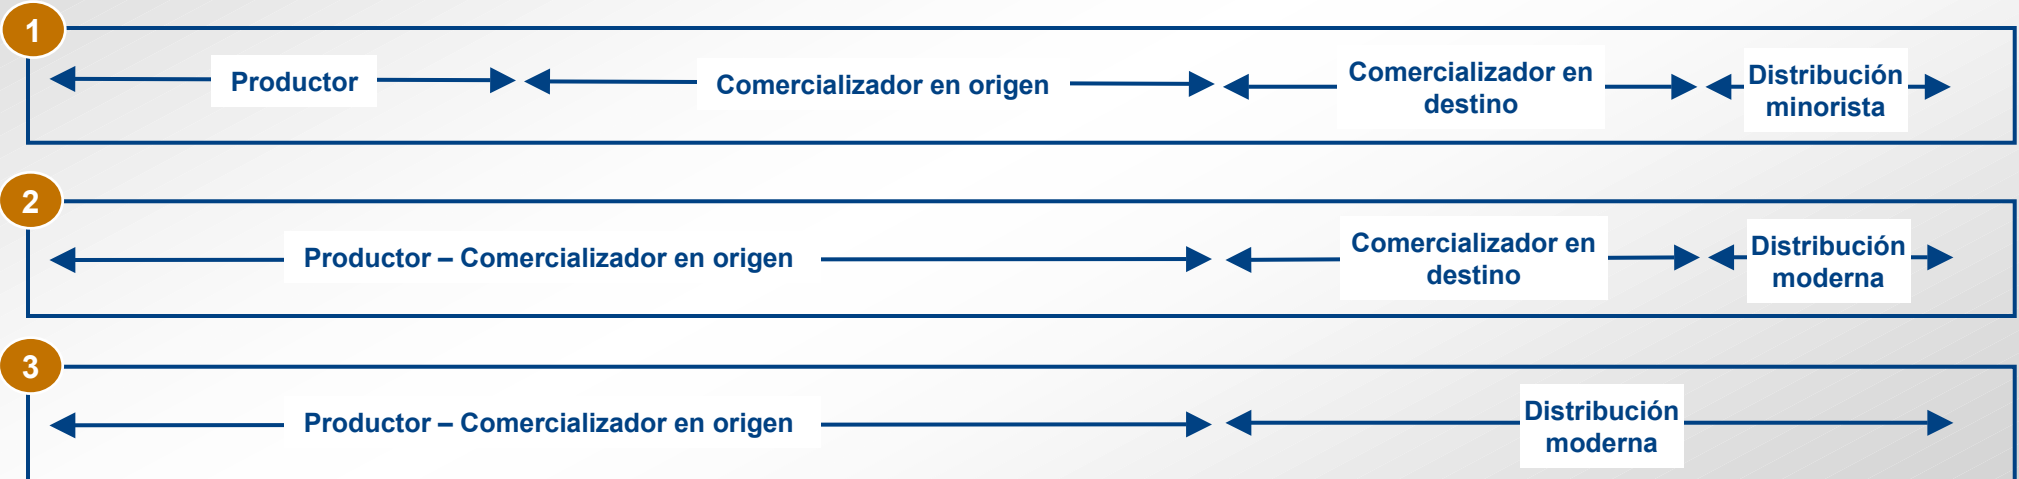 1
Productor
Comercializador en origen
Comercializador en
destino
Distribución
minorista
2
Productor – Comercializador en origen
Comercializador en
destino
Distribución
moderna
3
Productor – Comercializador en origen
Distribución
moderna